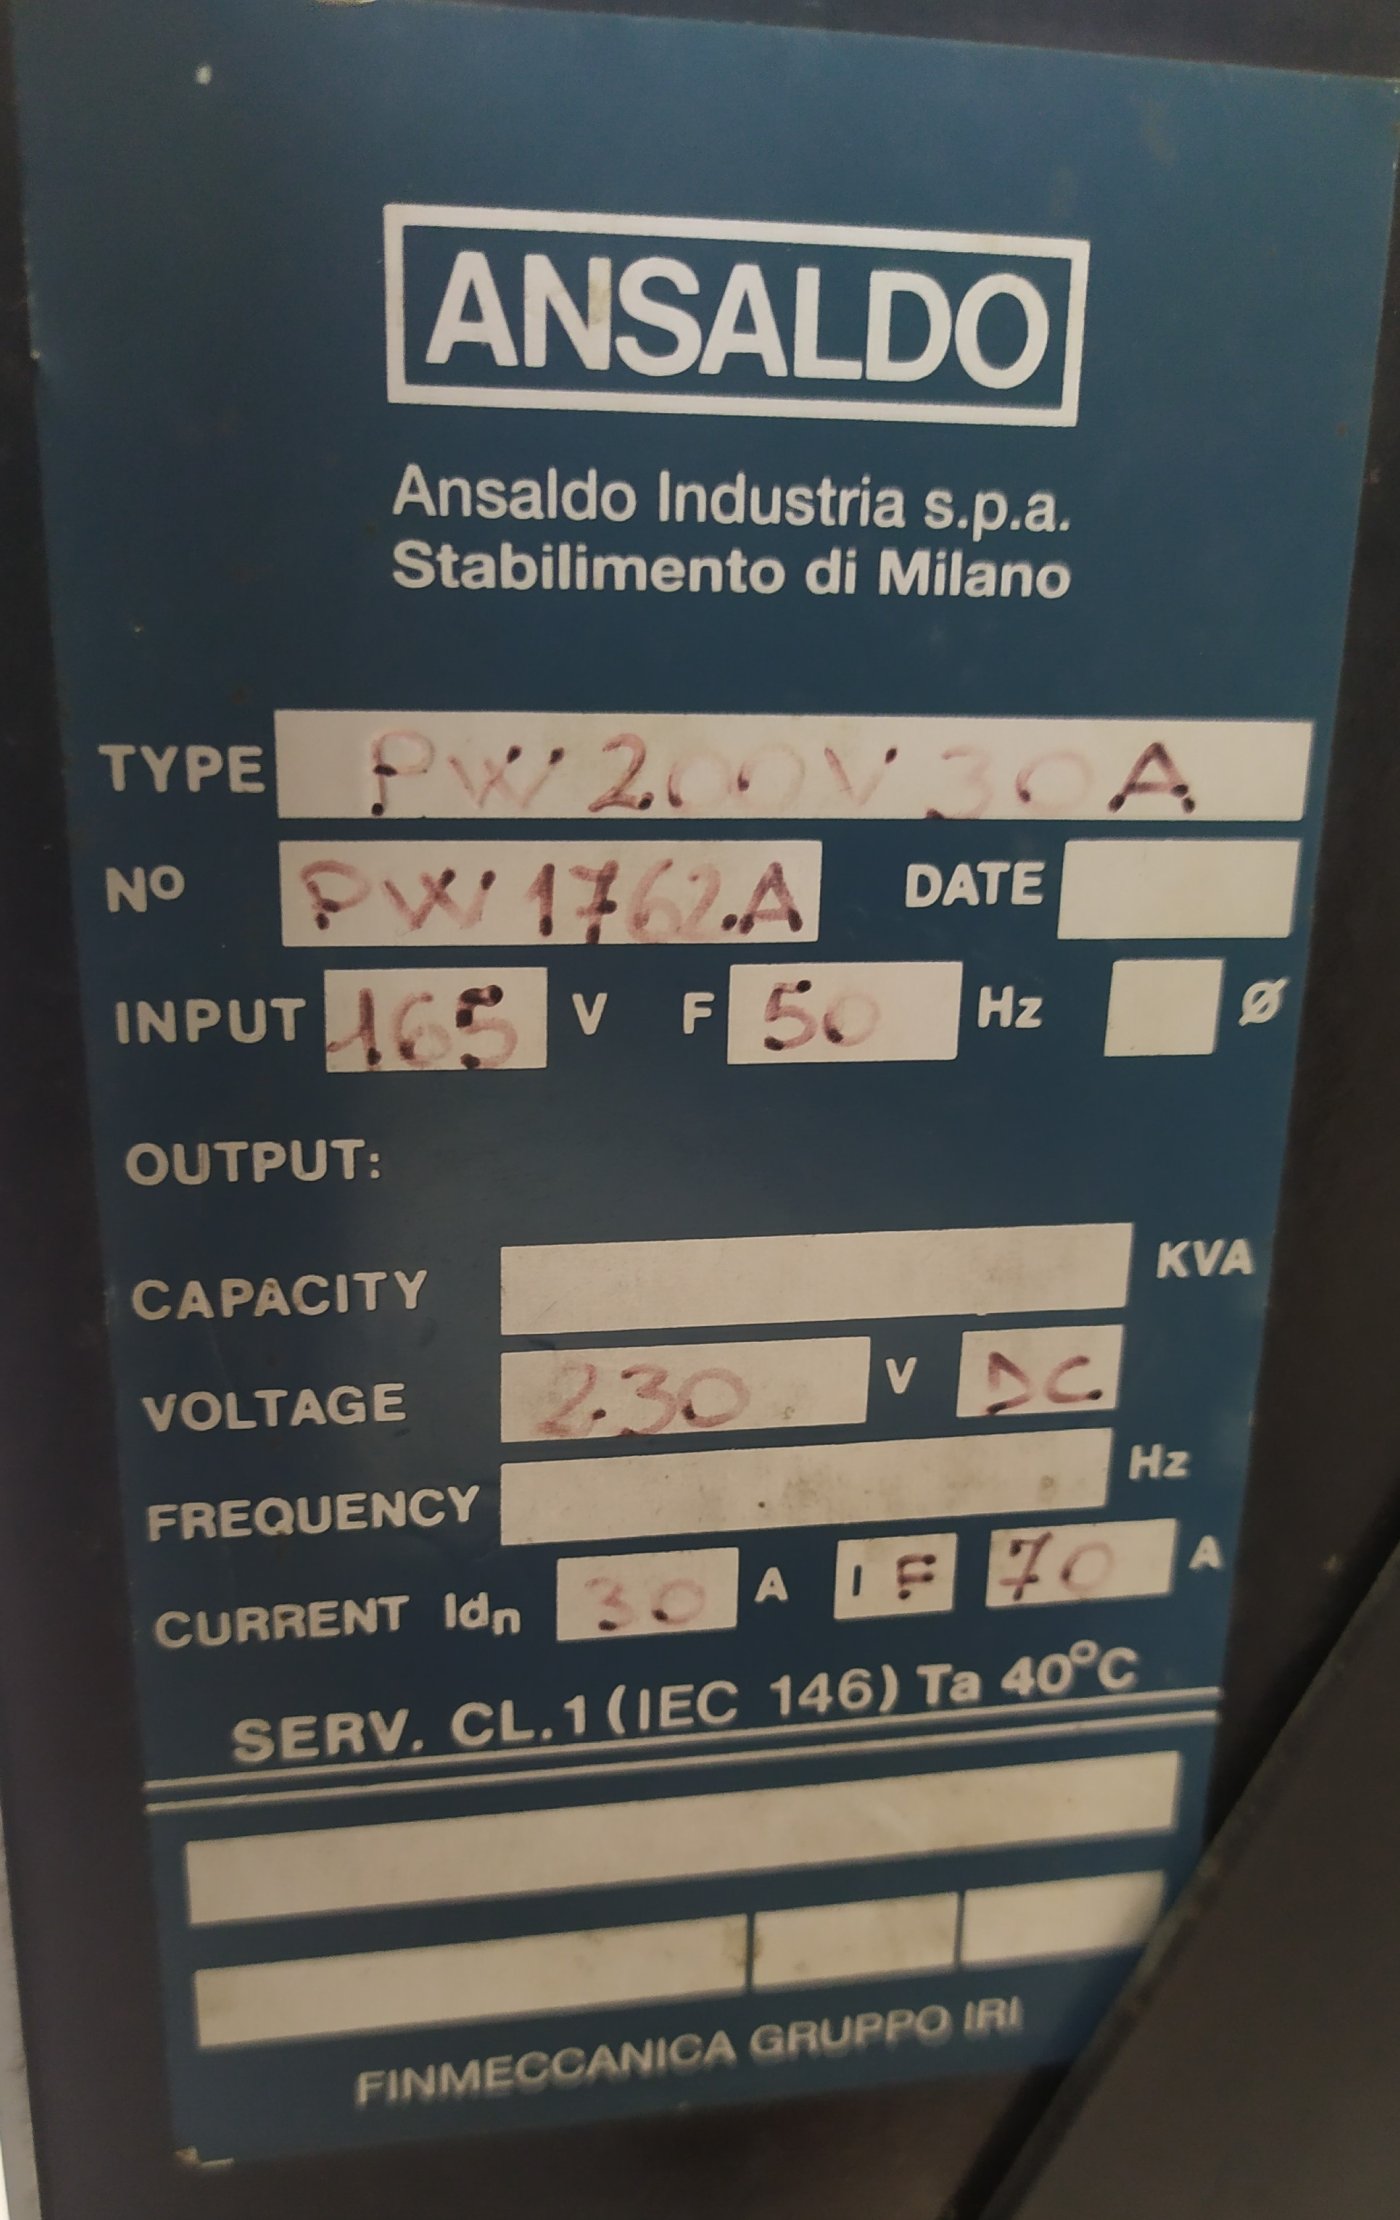 ANSALDO
Ansaldo Industria s.p.a.
Stabilimento di Milano
TYPE PW 200V 30A
Nº PW1762.A DATE
INPUT 165 V F 50 Hz Ø
OUTPUT:
CAPACITY KVA
VOLTAGE 230 V DC
FREQUENCY Hz
CURRENT Idn 30 A IF 70 A
SERV. CL.1 (IEC 146) Ta 40°C
FINMECCANICA GRUPPO IRI